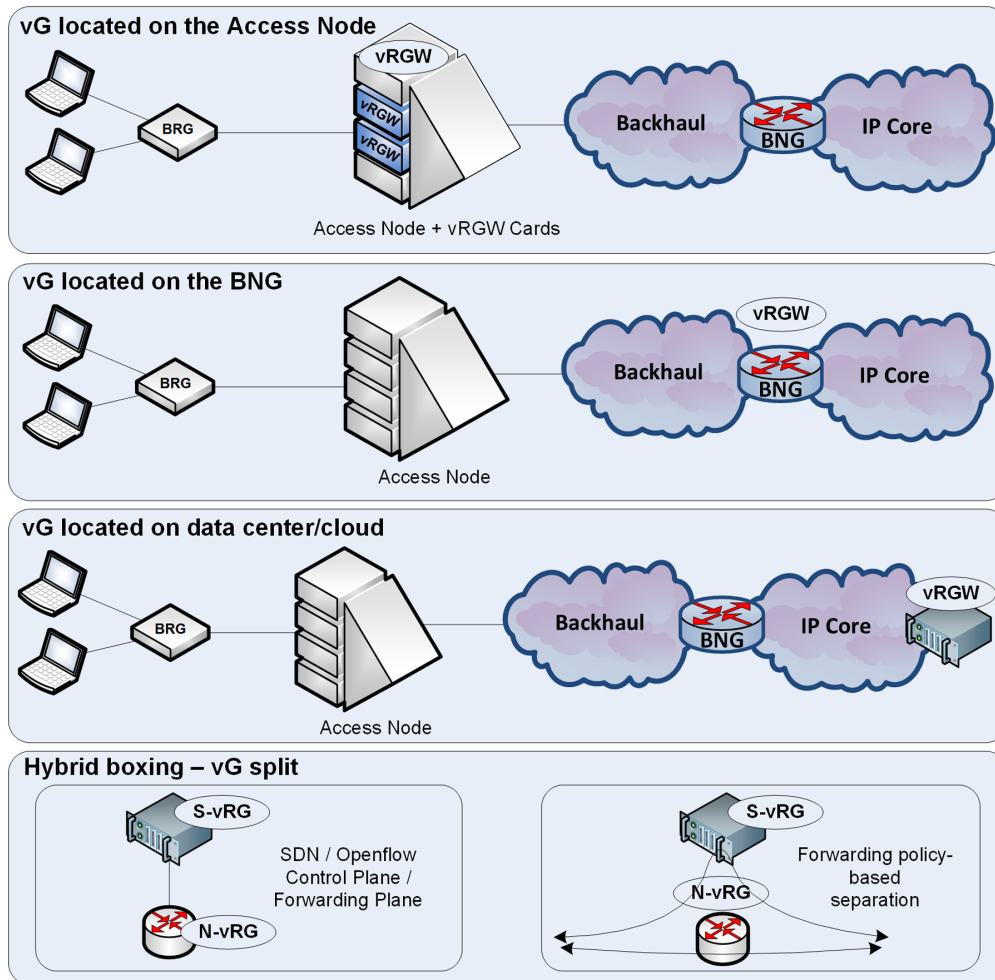 vG located on the Access Node
vRGW
vRGW
vRGW
BRG
Backhaul
BNG
IP Core
Access Node + vRGW Cards
vG located on the BNG
vRGW
BRG
Backhaul
BNG
IP Core
Access Node
vG located on data center/cloud
vRGW
BRG
Backhaul
BNG
IP Core
Access Node
Hybrid boxing – vG split
S-vRG
SDN / Openflow
Control Plane /
Forwarding Plane
N-vRG
S-vRG
Forwarding policy-
based
separation
N-vRG